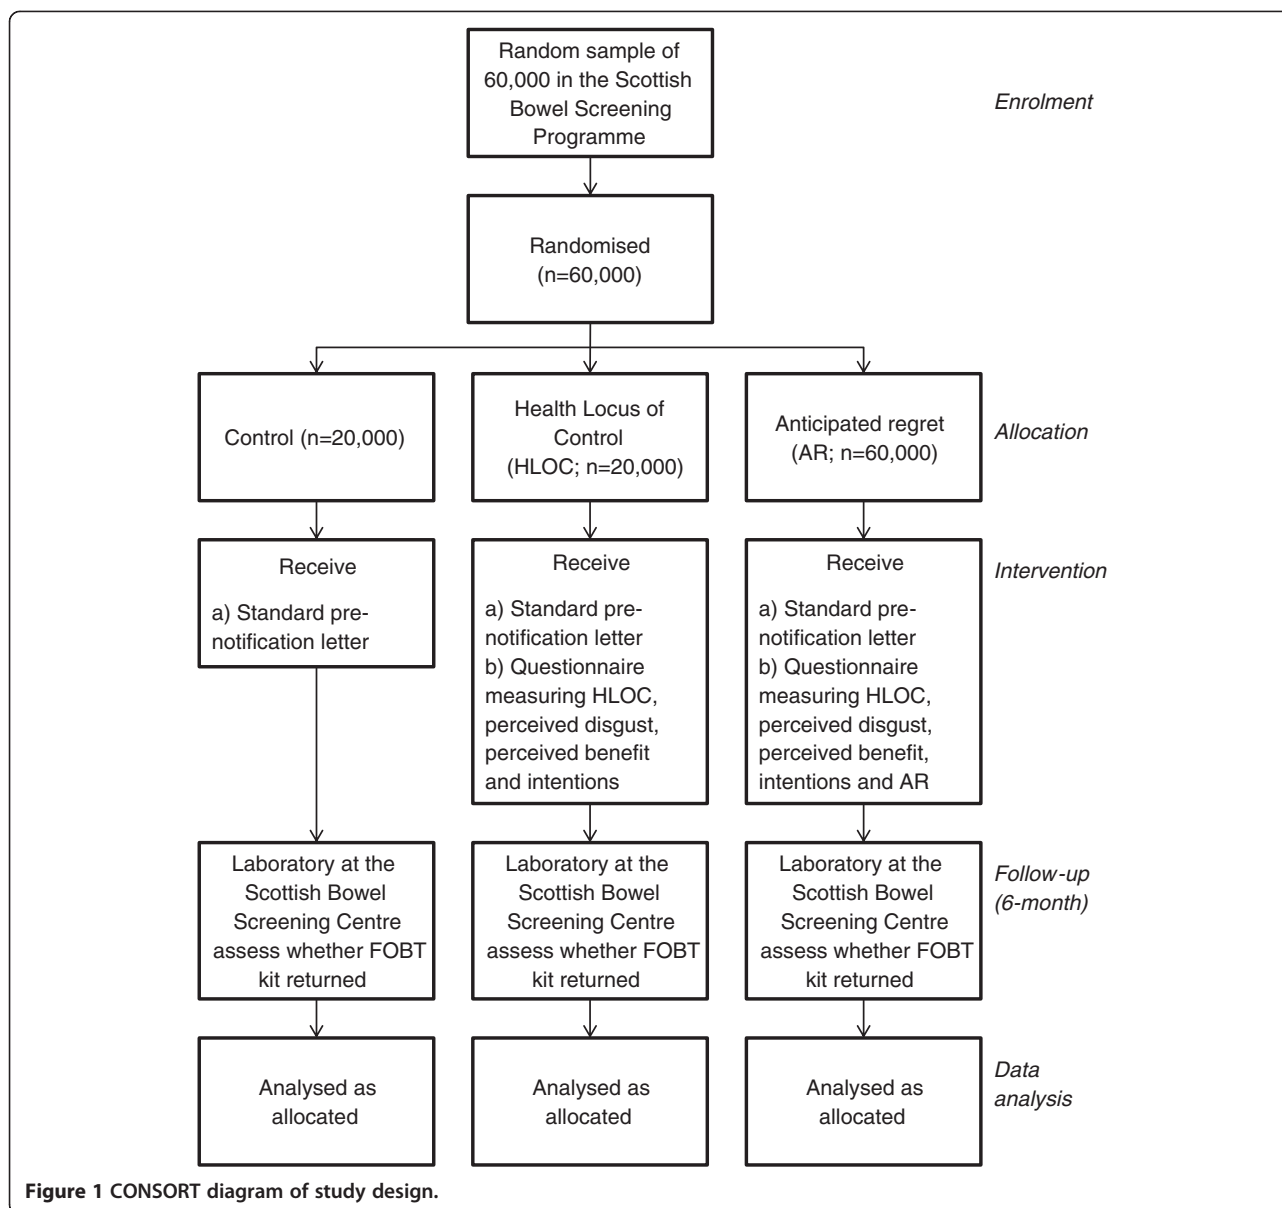 Random sample of
60,000 in the Scottish
Bowel Screening
Programme
Enrolment
Randomised
(n=60,000)
Control (n=20,000)
Health Locus of
Control
(HLOC; n=20,000)
Anticipated regret
(AR; n=60,000)
Allocation
Receive
a) Standard pre-
notification letter
Receive
a) Standard pre-
notification letter
b) Questionnaire
measuring HLOC,
perceived disgust,
perceived benefit
and intentions
Receive
a) Standard pre-
notification letter
b) Questionnaire
measuring HLOC,
perceived disgust,
perceived benefit,
intentions and AR
Intervention
Laboratory at the
Scottish Bowel
Screening Centre
assess whether FOBT
kit returned
Laboratory at the
Scottish Bowel
Screening Centre
assess whether FOBT
kit returned
Laboratory at the
Scottish Bowel
Screening Centre
assess whether FOBT
kit returned
Follow-up
(6-month)
Analysed as
allocated
Analysed as
allocated
Analysed as
allocated
Data
analysis
Figure 1 CONSORT diagram of study design.